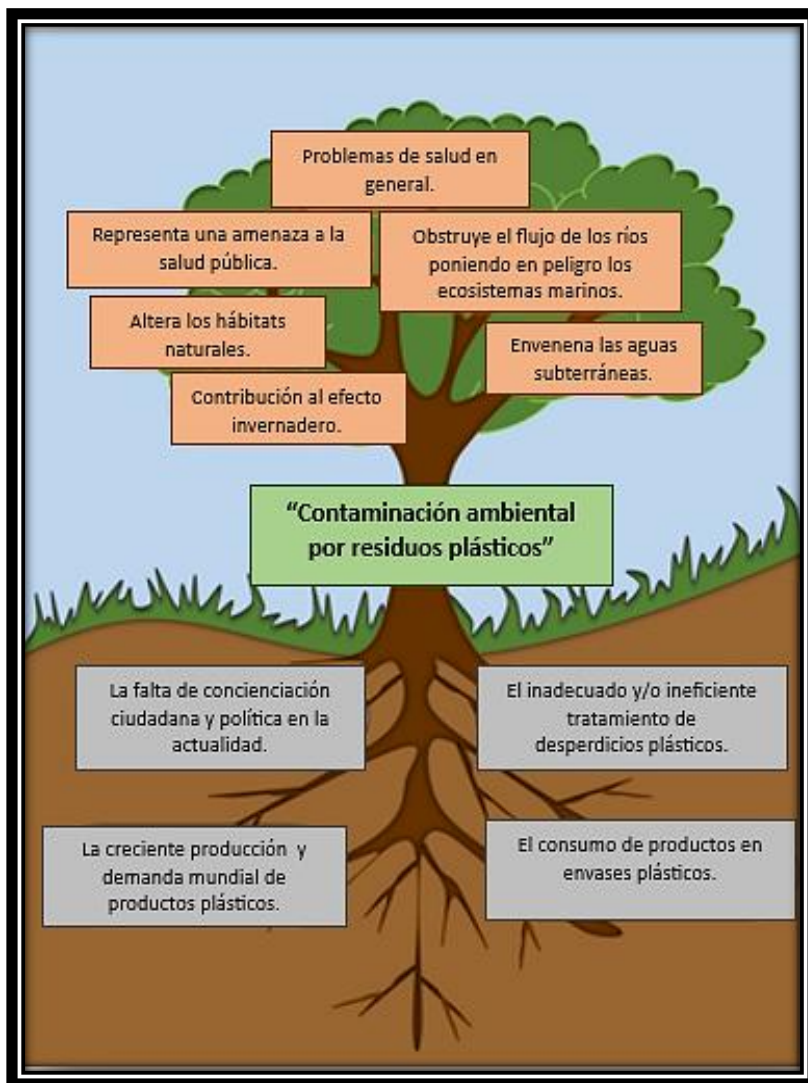 Problemas de salud en
general.
Representa una amenaza a la
salud pública.
Obstruye el flujo de los ríos
poniendo en peligro los
ecosistemas marinos.
Altera los hábitats
naturales.
Envenena las aguas
subterráneas.
Contribución al efecto
invernadero.
“Contaminación ambiental
por residuos plásticos”
La falta de concienciación
ciudadana y política en la
actualidad.
El inadecuado y/o ineficiente
tratamiento de
desperdicios plásticos.
La creciente producción y
demanda mundial de
productos plásticos.
El consumo de productos en
envases plásticos.